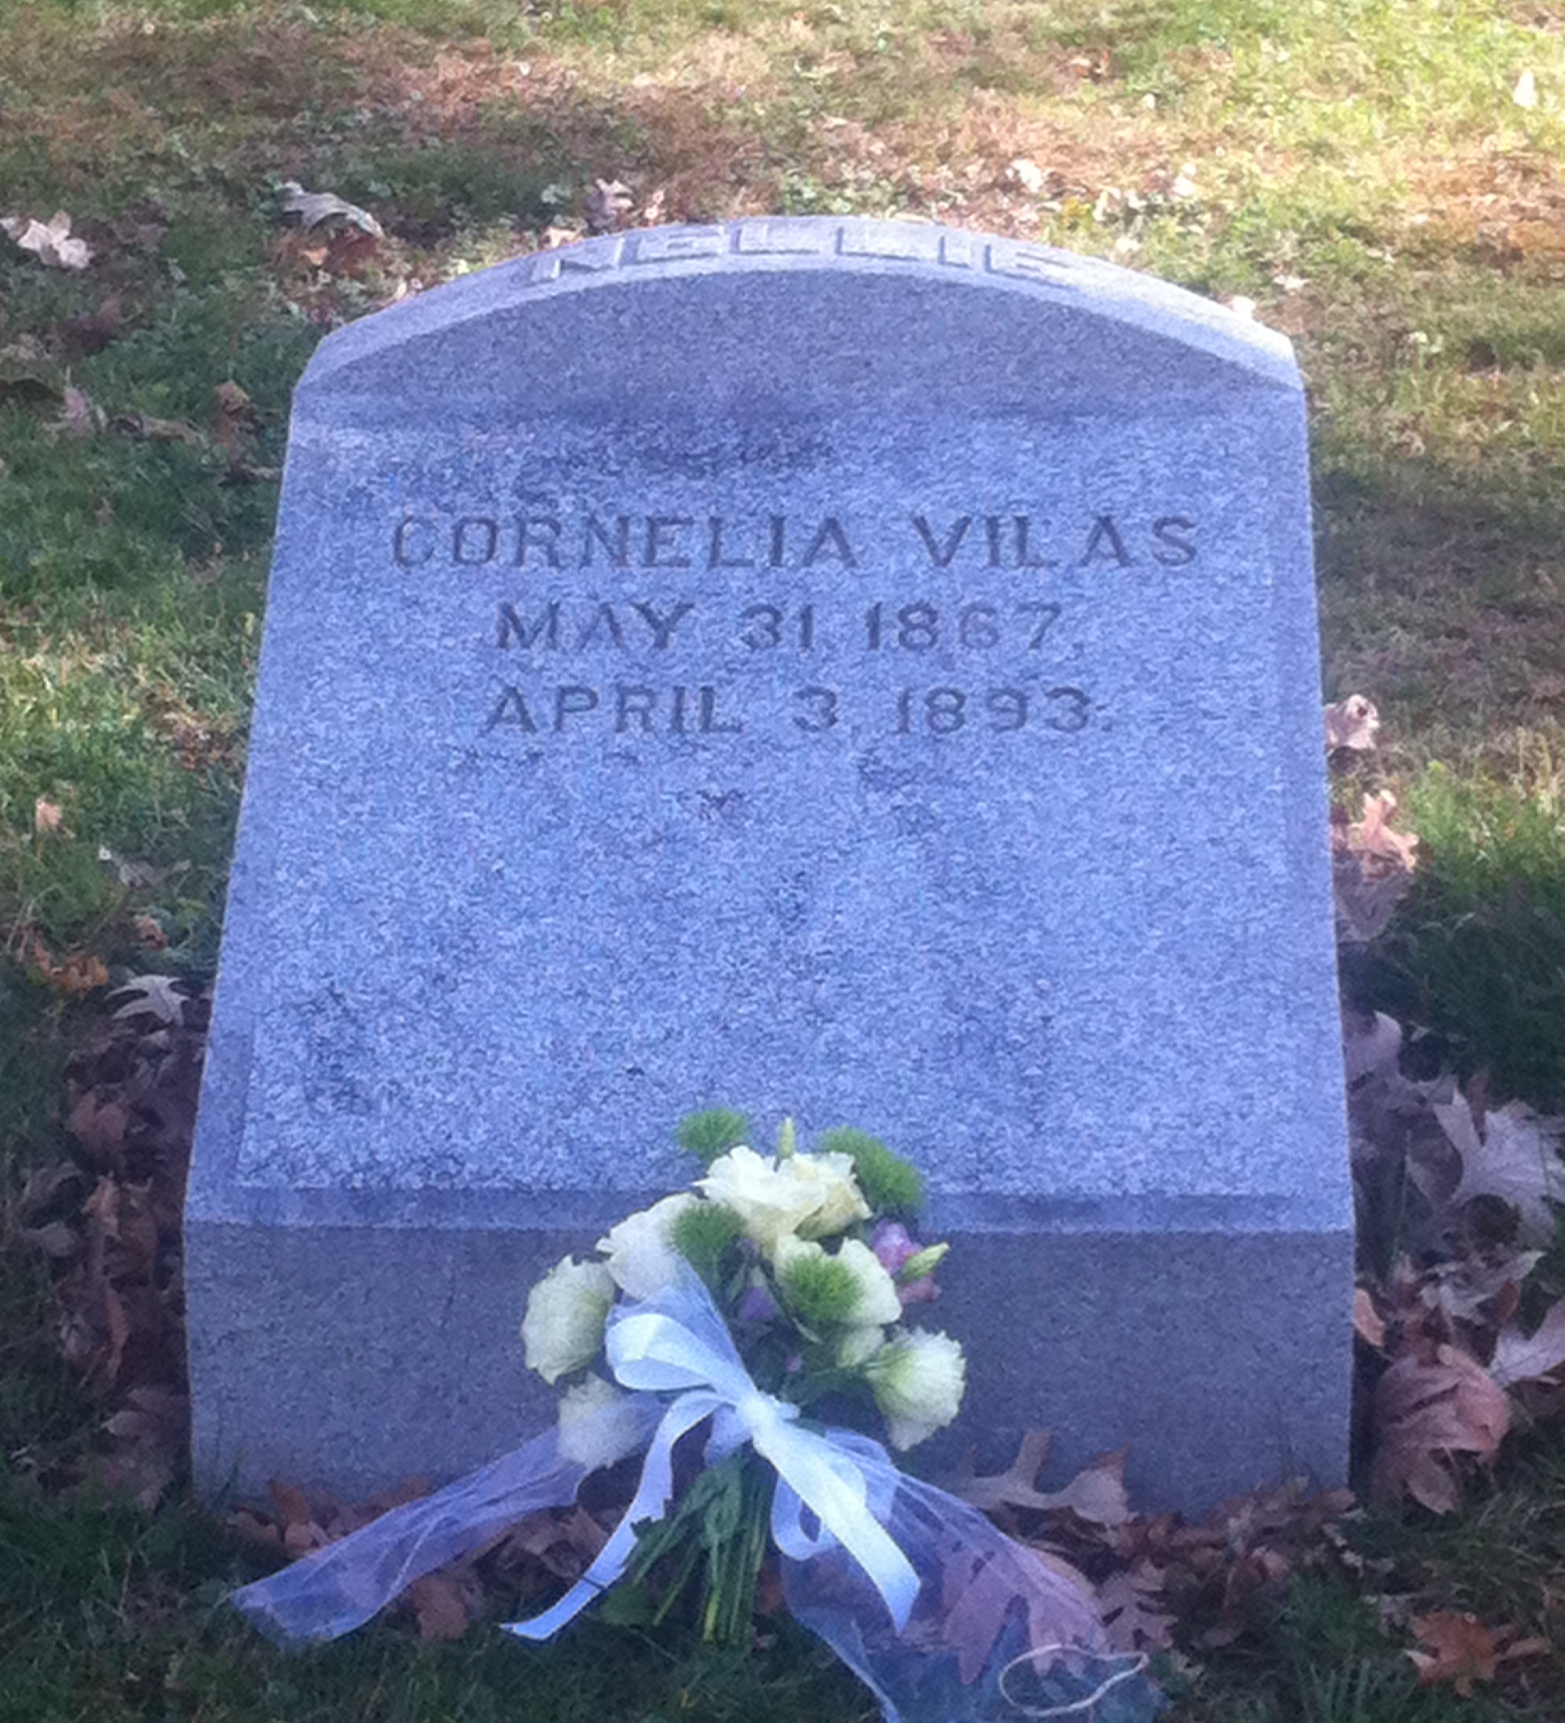 NELLIE
CORNELIA VILAS
MAY 31, 1867,
APRIL 3, 1893.